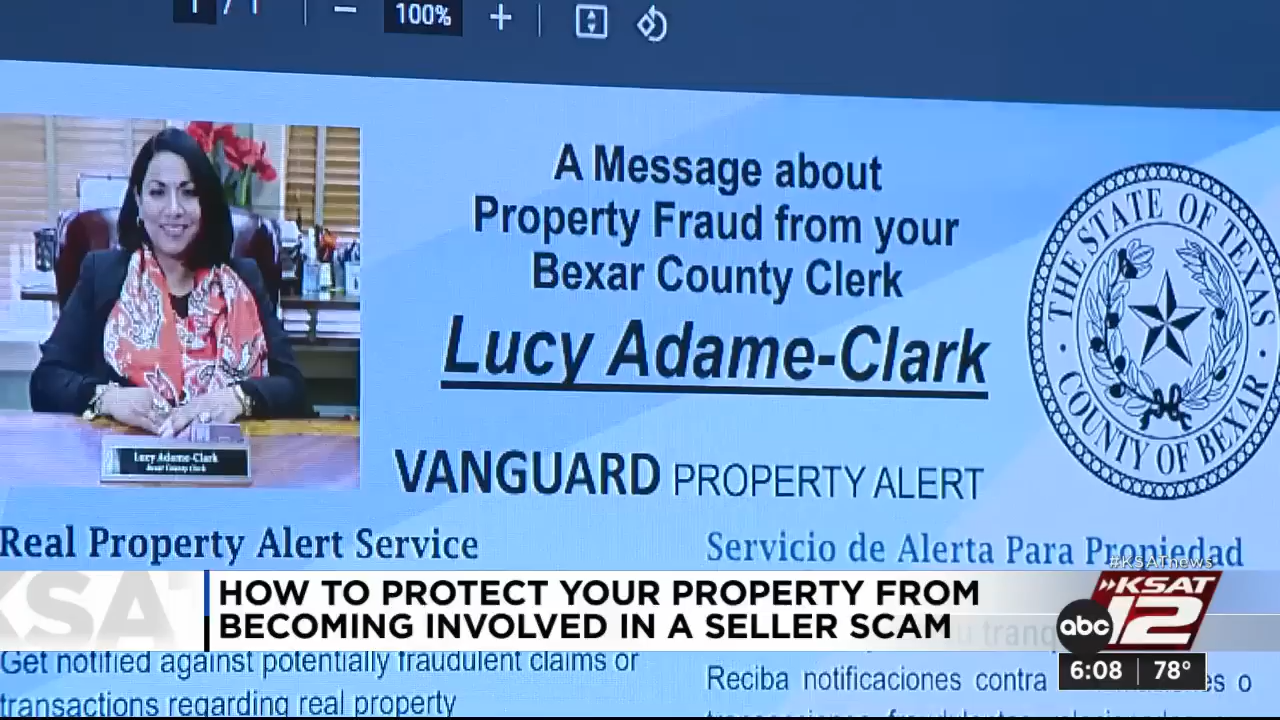 100%
A Message about
Property Fraud from your
Bexar County Clerk
Lucy Adame-Clark
THE STATE OF TEXAS
COUNTY OF BEXAR
Lucy Adame-Clark
Bexar County Clerk
VANGUARD PROPERTY ALERT
Real Property Alert Service
Servicio de Alerta Para Propiedad
#KSATnews
KSAT
HOW TO PROTECT YOUR PROPERTY FROM
BECOMING INVOLVED IN A SELLER SCAM
abc
KSAT
12
6:08 78°
Get notified against potentially fraudulent claims or
transactions regarding real property
Reciba notificaciones contra
o